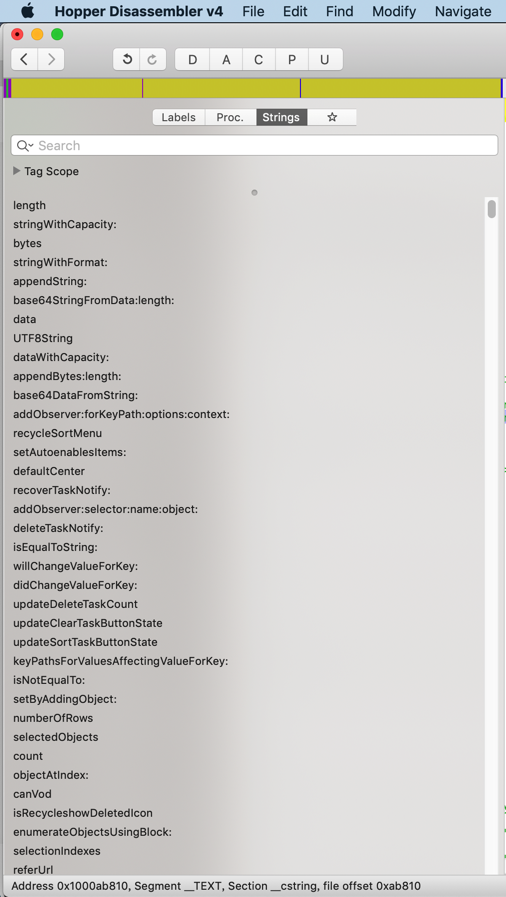 Hopper Disassembler v4 File Edit Find Modify Navigate
D A C P U
Labels Proc. Strings
Search
Tag Scope
length
stringWithCapacity:
bytes
stringWithFormat:
appendString:
base64StringFromData:length:
data
UTF8String
dataWithCapacity:
appendBytes:length:
base64DataFromString:
addObserver:forKeyPath:options:context:
recycleSortMenu
setAutoenablesItems:
defaultCenter
recoverTaskNotify:
addObserver:selector:name:object:
deleteTaskNotify:
isEqualToString:
willChangeValueForKey:
didChangeValueForKey:
updateDeleteTaskCount
updateClearTaskButtonState
updateSortTaskButtonState
keyPathsForValuesAffectingValueForKey:
isNotEqualTo:
setByAddingObject:
numberOfRows
selectedObjects
count
objectAtIndex:
canVod
isRecycleshowDeletedIcon
enumerateObjectsUsingBlock:
selectionIndexes
referUrl
Address 0x1000ab810, Segment __TEXT, Section __cstring, file offset 0xab810